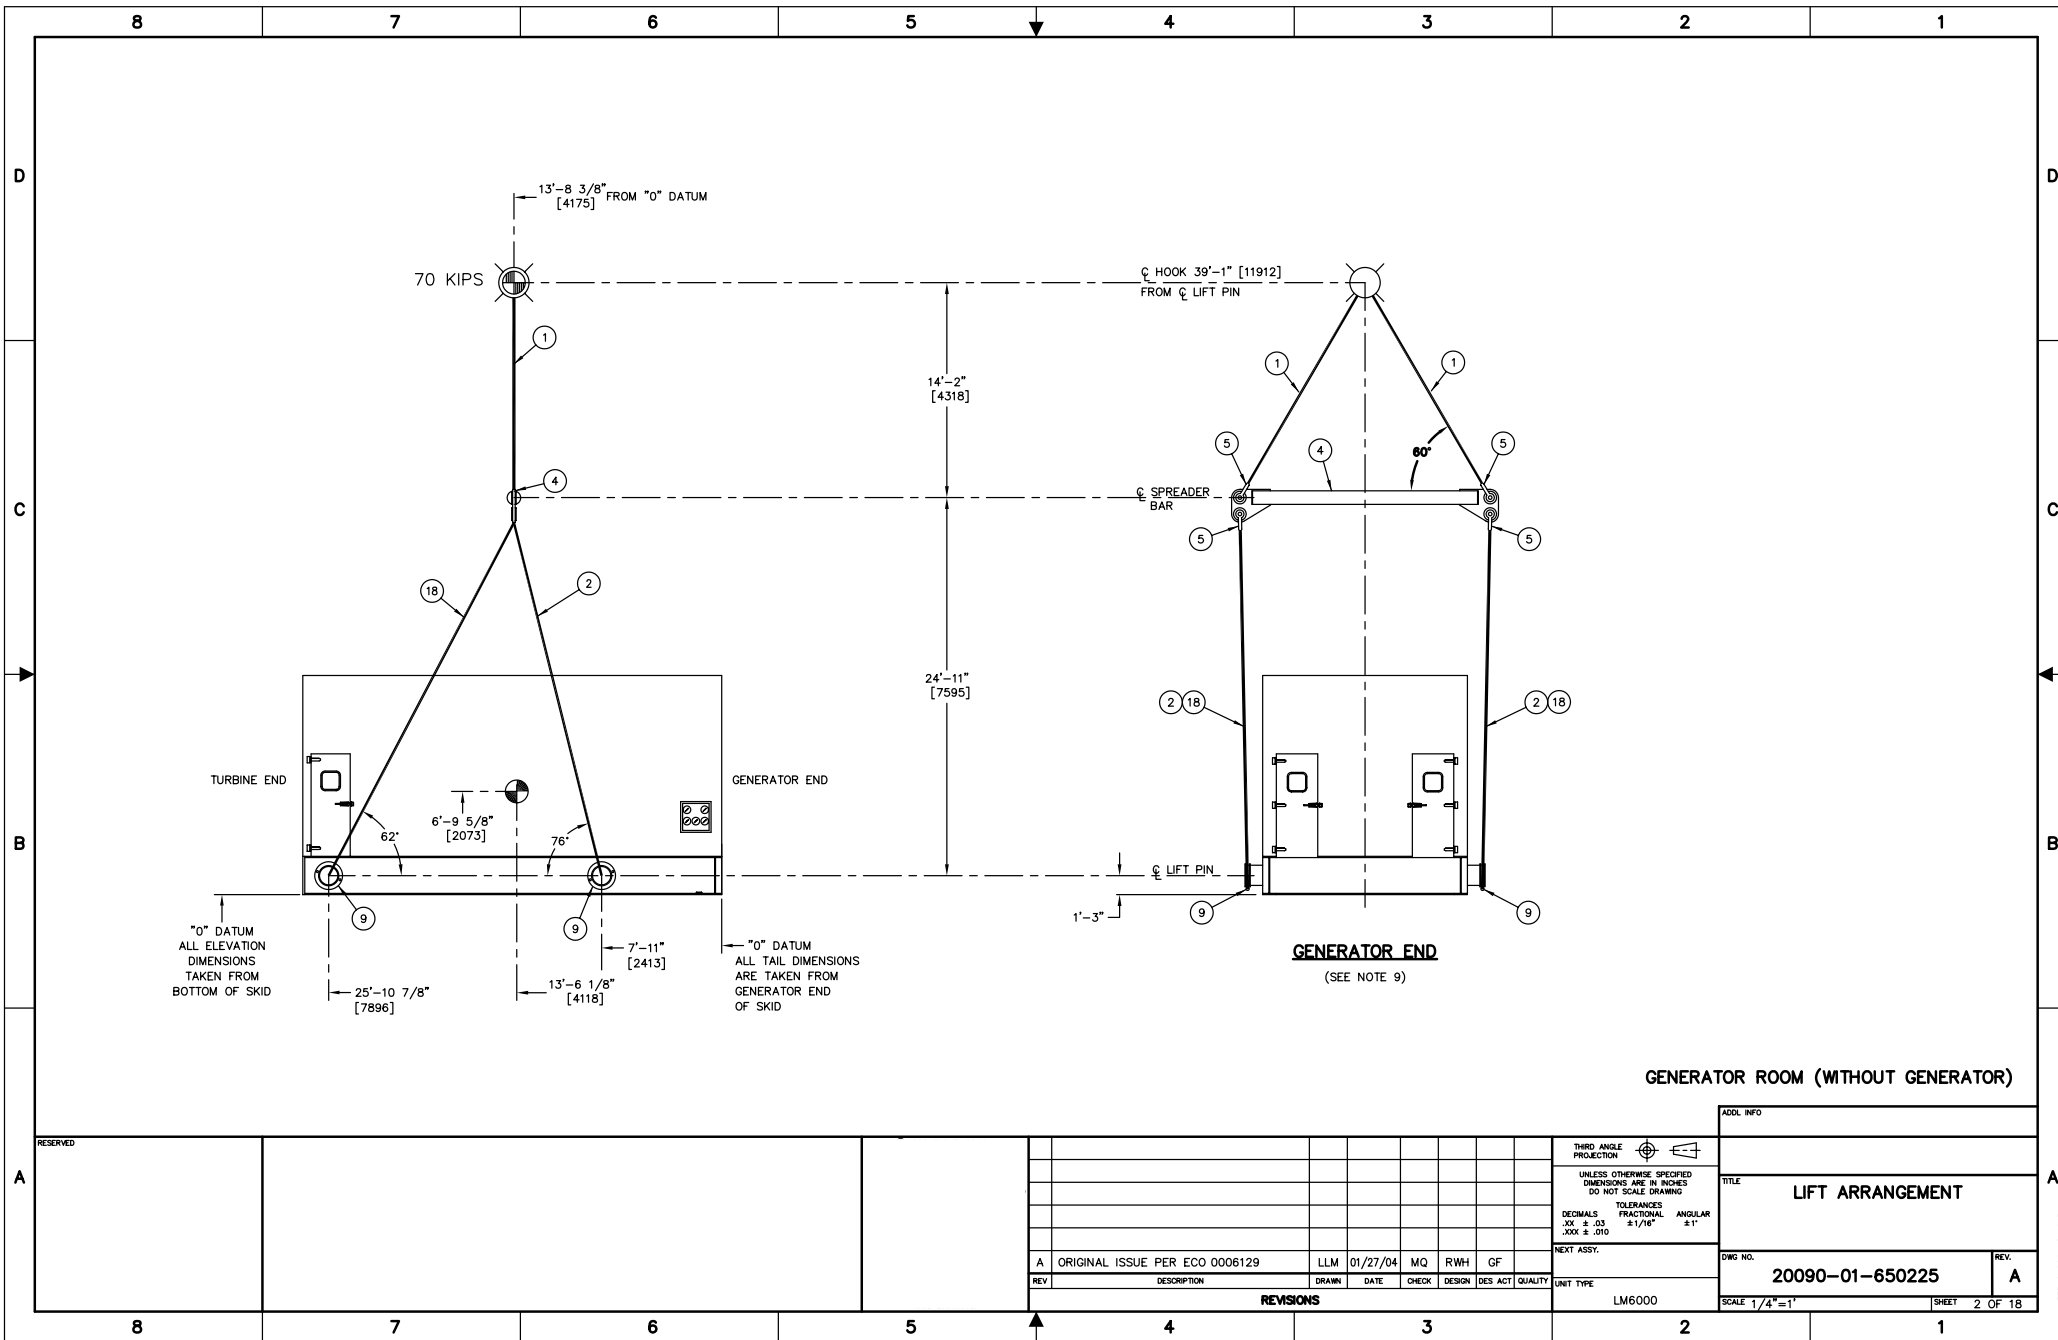 8 7 6 5 4 3 2 1
D
D
13'-8 3/8"
[4175]
FROM "0" DATUM
70 KIPS
℄ HOOK 39'-1" [11912]
FROM ℄ LIFT PIN
1
1
1
14'-2"
[4318]
5
4
5
60°
4
℄ SPREADER
BAR
C
C
5
5
18
2
24'-11"
[7595]
2 18
2 18
TURBINE END
GENERATOR END
6'-9 5/8"
[2073]
62°
76°
B
B
℄ LIFT PIN
1'-3"
9
9
9
9
"0" DATUM
ALL ELEVATION
DIMENSIONS
TAKEN FROM
BOTTOM OF SKID
7'-11"
[2413]
"0" DATUM
ALL TAIL DIMENSIONS
ARE TAKEN FROM
GENERATOR END
OF SKID
25'-10 7/8"
[7896]
13'-6 1/8"
[4118]
GENERATOR END
(SEE NOTE 9)
GENERATOR ROOM (WITHOUT GENERATOR)
ADDL INFO
RESERVED
A
A
THIRD ANGLE
PROJECTION
UNLESS OTHERWISE SPECIFIED
DIMENSIONS ARE IN INCHES
DO NOT SCALE DRAWING
TOLERANCES
DECIMALS FRACTIONAL ANGULAR
.XX ± .03 ±1/16" ±1°
.XXX ± .010
NEXT ASSY.
UNIT TYPE
LM6000
TITLE
LIFT ARRANGEMENT
DWG NO.
20090-01-650225
REV.
A
SCALE 1/4"=1'
SHEET 2 OF 18
A ORIGINAL ISSUE PER ECO 0006129 LLM 01/27/04 MQ RWH GF
REV DESCRIPTION DRAWN DATE CHECK DESIGN DES ACT QUALITY
REVISIONS
8 7 6 5 4 3 2 1